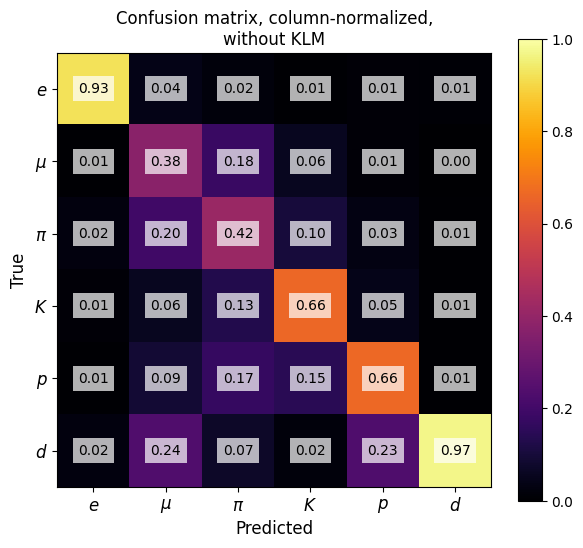 Confusion matrix, column-normalized,
without KLM
e 0.93 0.04 0.02 0.01 0.01 0.01
μ 0.01 0.38 0.18 0.06 0.01 0.00
π 0.02 0.20 0.42 0.10 0.03 0.01
K 0.01 0.06 0.13 0.66 0.05 0.01
p 0.01 0.09 0.17 0.15 0.66 0.01
d 0.02 0.24 0.07 0.02 0.23 0.97
e μ π K p d
Predicted
True
1.0
0.8
0.6
0.4
0.2
0.0